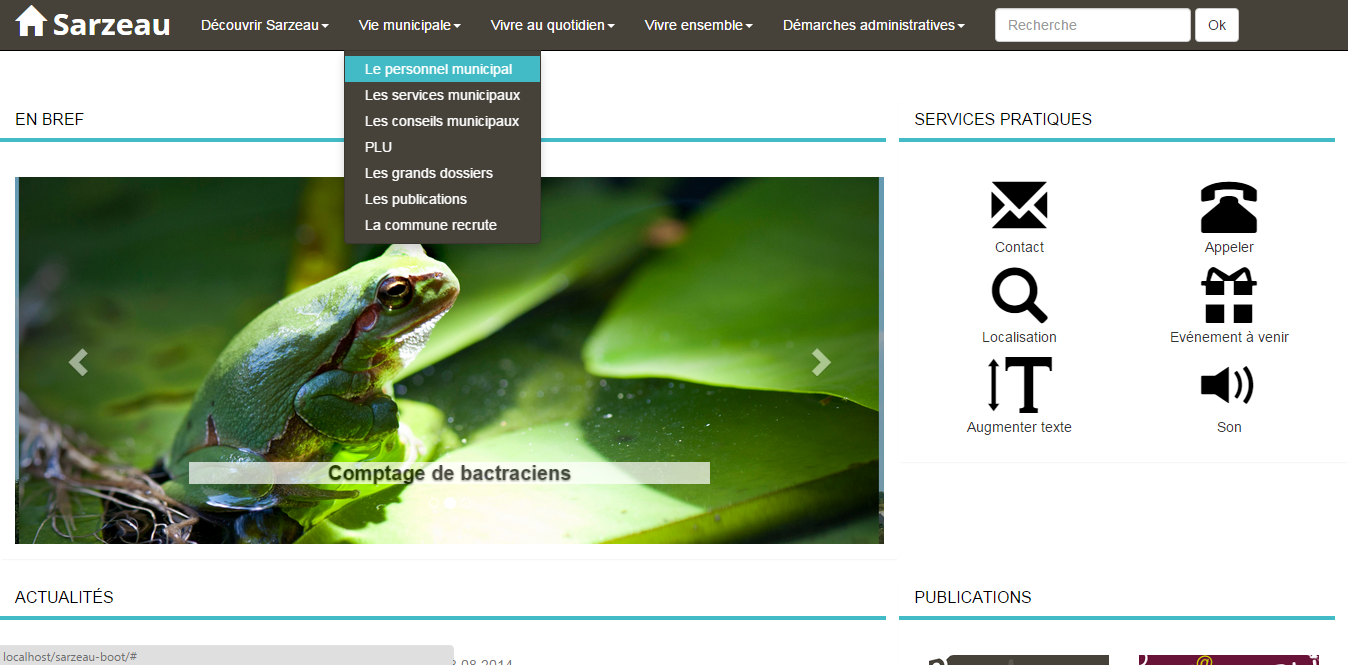 Sarzeau Découvrir Sarzeau Vie municipale Vivre au quotidien Vivre ensemble Démarches administratives Recherche Ok
Le personnel municipal
Les services municipaux
Les conseils municipaux
PLU
Les grands dossiers
Les publications
La commune recrute
EN BREF
Comptage de bactraciens
SERVICES PRATIQUES
Contact
Appeler
Localisation
Evénement à venir
Augmenter texte
Son
ACTUALITÉS
PUBLICATIONS
localhost/sarzeau-boot/#
08 2014
@